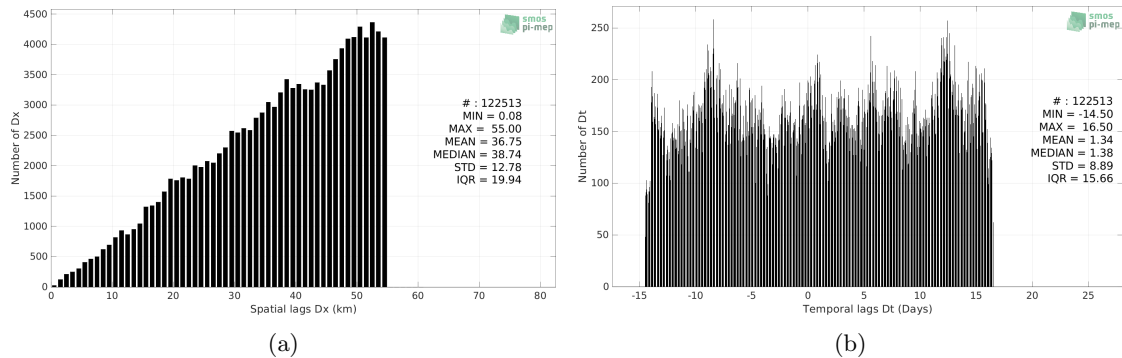 smos
pi-mep
4500
4000
3500
3000
2500
2000
1500
1000
500
0
Number of Dx
# : 122513
MIN = 0.08
MAX = 55.00
MEAN = 36.75
MEDIAN = 38.74
STD = 12.78
IQR = 19.94
0 10 20 30 40 50 60 70 80
Spatial lags Dx (km)
(a)
smos
pi-mep
250
200
150
100
50
0
Number of Dt
# : 122513
MIN = -14.50
MAX = 16.50
MEAN = 1.34
MEDIAN = 1.38
STD = 8.89
IQR = 15.66
-15 -10 -5 0 5 10 15 20 25
Temporal lags Dt (Days)
(b)